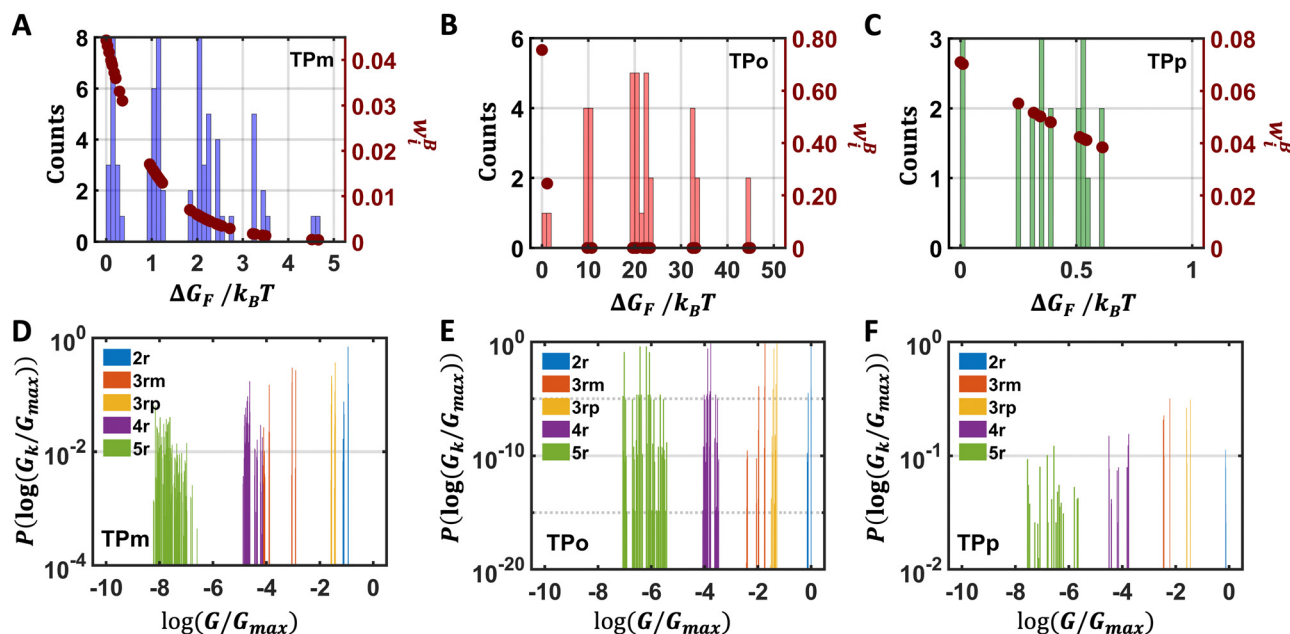 A
TPm
8
6
4
2
0
Counts
0.04
0.03
0.02
0.01
0
w_i^B
0 1 2 3 4 5
ΔG_F /k_BT
B
TPo
6
4
2
0
Counts
0.80
0.60
0.40
0.20
0
w_i^B
0 10 20 30 40 50
ΔG_F /k_BT
C
TPp
3
2
1
0
Counts
0.08
0.06
0.04
0.02
0
w_i^B
0 0.5 1
ΔG_F /k_BT
D
10^0
10^-2
10^-4
P(log(G_k/G_max))
2r
3rm
3rp
4r
5r
TPm
-10 -8 -6 -4 -2 0
log(G/G_max)
E
10^0
10^-10
10^-20
P(log(G_k/G_max))
2r
3rm
3rp
4r
5r
TPo
-10 -8 -6 -4 -2 0
log(G/G_max)
F
10^0
10^-1
10^-2
P(log(G_k/G_max))
2r
3rm
3rp
4r
5r
TPp
-10 -8 -6 -4 -2 0
log(G/G_max)